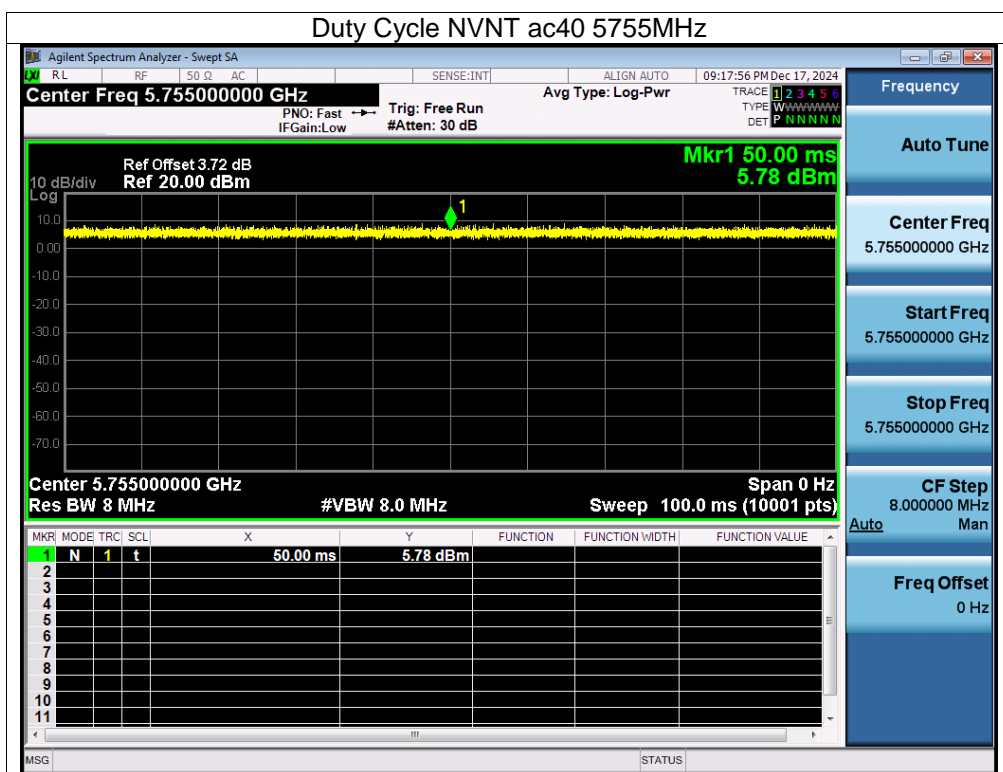 Duty Cycle NVNT ac40 5755MHz
Agilent Spectrum Analyzer - Swept SA
LXI RL RF 50 Ω AC SENSE:INT ALIGN AUTO 09:17:56 PM Dec 17, 2024
Center Freq 5.755000000 GHz
PNO: Fast
IFGain:Low
Trig: Free Run
#Atten: 30 dB
Avg Type: Log-Pwr
TRACE 1 2 3 4 5 6
TYPE WWWWWW
DET P N N N N N
Mkr1 50.00 ms
5.78 dBm
Ref Offset 3.72 dB
10 dB/div Ref 20.00 dBm
Log
1
10.0
0.00
-10.0
-20.0
-30.0
-40.0
-50.0
-60.0
-70.0
Center 5.755000000 GHz Span 0 Hz
Res BW 8 MHz #VBW 8.0 MHz Sweep 100.0 ms (10001 pts)
MKR MODE TRC SCL X Y FUNCTION FUNCTION WIDTH FUNCTION VALUE
1 N 1 t 50.00 ms 5.78 dBm
2
3
4
5
6
7
8
9
10
11
MSG STATUS
Frequency
Auto Tune
Center Freq
5.755000000 GHz
Start Freq
5.755000000 GHz
Stop Freq
5.755000000 GHz
CF Step
8.000000 MHz
Auto Man
Freq Offset
0 Hz